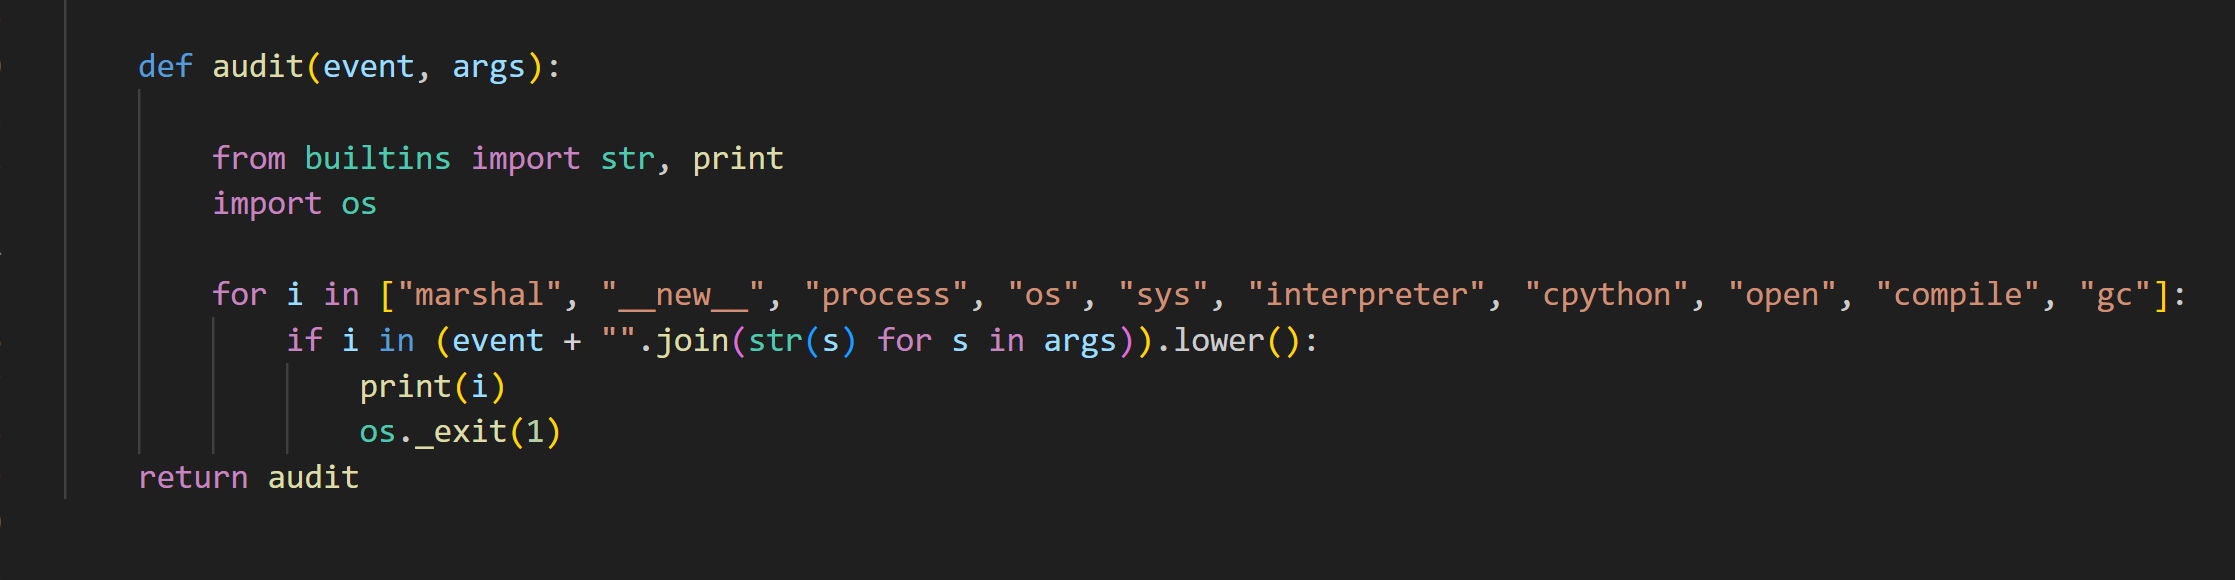 def audit(event, args):
from builtins import str, print
import os
for i in ["marshal", "__new__", "process", "os", "sys", "interpreter", "cpython", "open", "compile", "gc"]:
if i in (event + "".join(str(s) for s in args)).lower():
print(i)
os._exit(1)
return audit